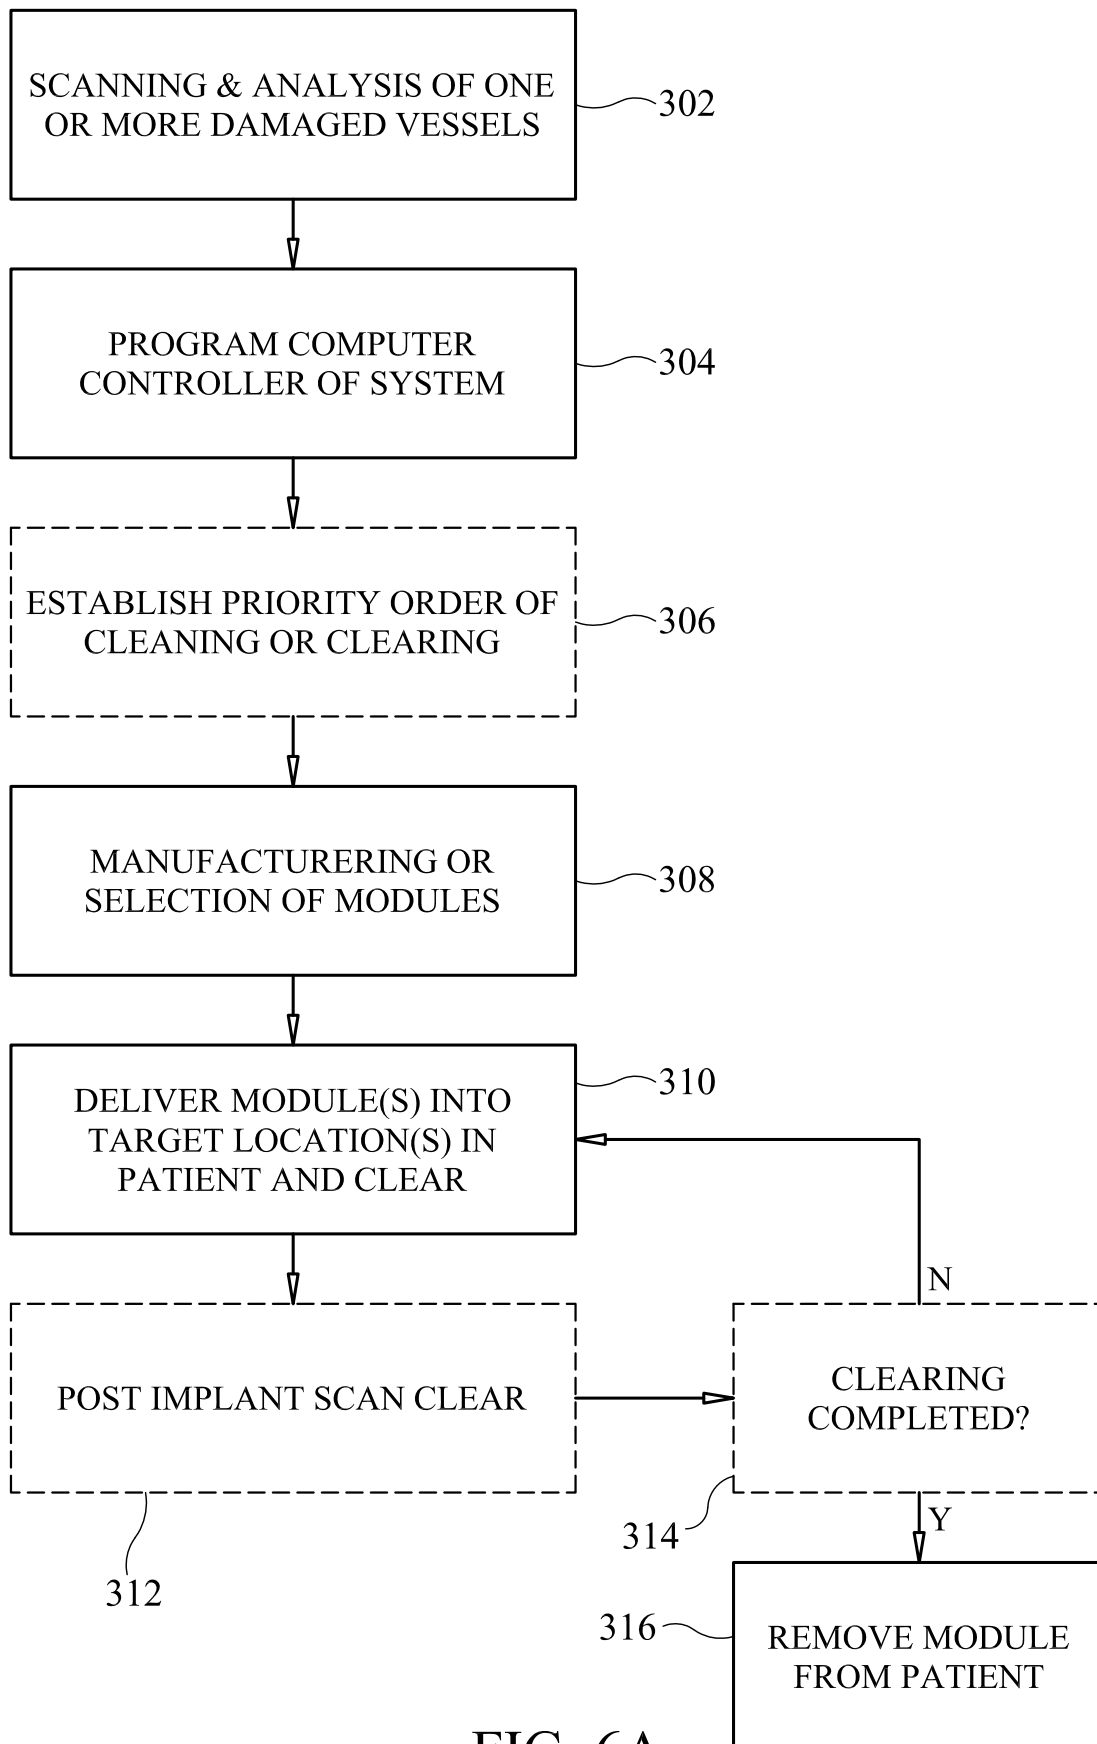 SCANNING & ANALYSIS OF ONE
OR MORE DAMAGED VESSELS
302
PROGRAM COMPUTER
CONTROLLER OF SYSTEM
304
ESTABLISH PRIORITY ORDER OF
CLEANING OR CLEARING
306
MANUFACTURERING OR
SELECTION OF MODULES
308
DELIVER MODULE(S) INTO
TARGET LOCATION(S) IN
PATIENT AND CLEAR
310
N
POST IMPLANT SCAN CLEAR
312
CLEARING
COMPLETED?
314
Y
316
REMOVE MODULE
FROM PATIENT
FIG. 6A